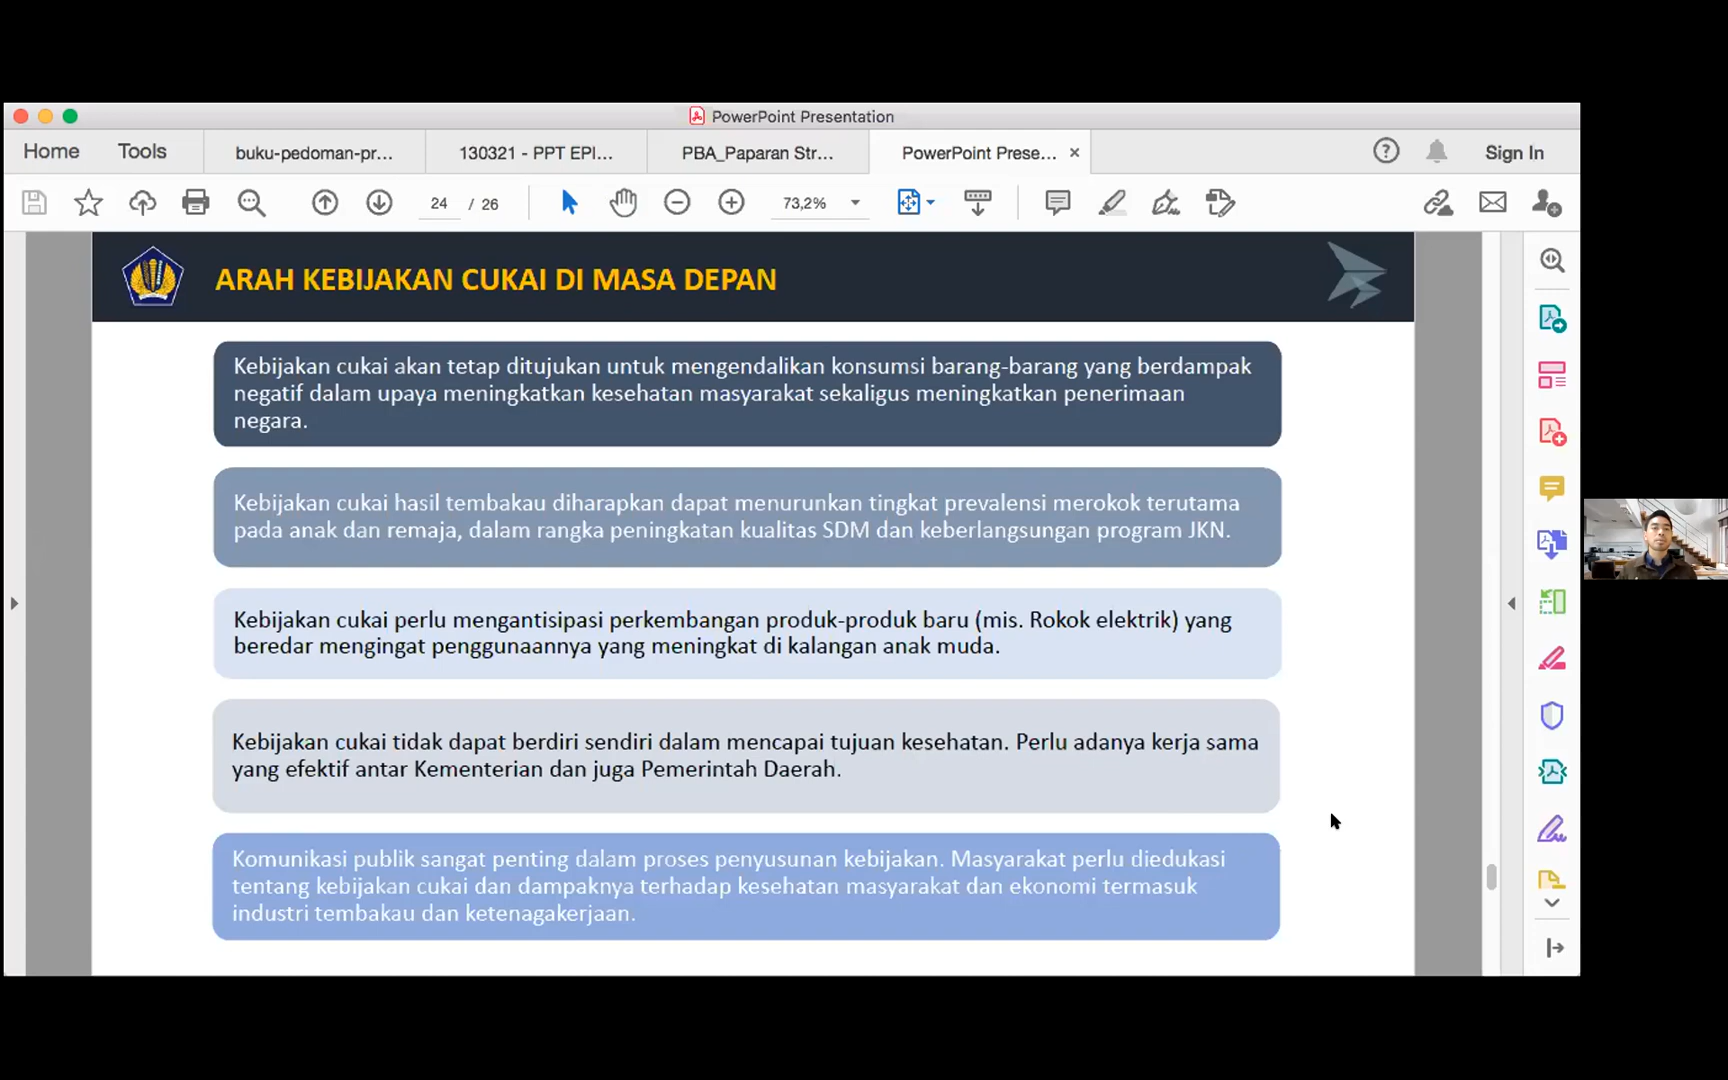 PowerPoint Presentation
Home
Tools
buku-pedoman-pr...
130321 - PPT EPI...
PBA_Paparan Str...
PowerPoint Prese...
Sign In
24 / 26
73,2%
ARAH KEBIJAKAN CUKAI DI MASA DEPAN
Kebijakan cukai akan tetap ditujukan untuk mengendalikan konsumsi barang-barang yang berdampak
negatif dalam upaya meningkatkan kesehatan masyarakat sekaligus meningkatkan penerimaan
negara.
Kebijakan cukai hasil tembakau diharapkan dapat menurunkan tingkat prevalensi merokok terutama
pada anak dan remaja, dalam rangka peningkatan kualitas SDM dan keberlangsungan program JKN.
Kebijakan cukai perlu mengantisipasi perkembangan produk-produk baru (mis. Rokok elektrik) yang
beredar mengingat penggunaannya yang meningkat di kalangan anak muda.
Kebijakan cukai tidak dapat berdiri sendiri dalam mencapai tujuan kesehatan. Perlu adanya kerja sama
yang efektif antar Kementerian dan juga Pemerintah Daerah.
Komunikasi publik sangat penting dalam proses penyusunan kebijakan. Masyarakat perlu diedukasi
tentang kebijakan cukai dan dampaknya terhadap kesehatan masyarakat dan ekonomi termasuk
industri tembakau dan ketenagakerjaan.